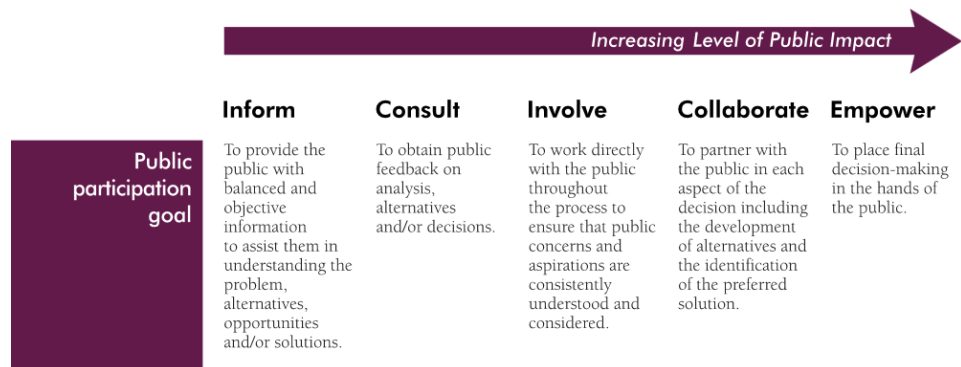 Increasing Level of Public Impact
Inform
Consult
Involve
Collaborate
Empower
Public
participation
goal
To provide the
public with
balanced and
objective
information
to assist them in
understanding the
problem,
alternatives,
opportunities
and/or solutions.
To obtain public
feedback on
analysis,
alternatives
and/or decisions.
To work directly
with the public
throughout
the process to
ensure that public
concerns and
aspirations are
consistently
understood and
considered.
To partner with
the public in each
aspect of the
decision including
the development
of alternatives and
the identification
of the preferred
solution.
To place final
decision-making
in the hands of
the public.